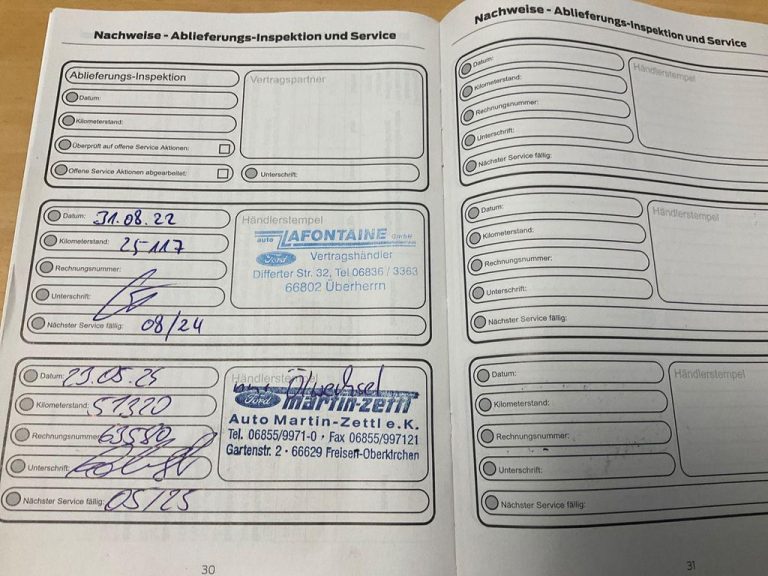 Nachweise - Ablieferungs-Inspektion und Service
Ablieferungs-Inspektion
Vertragspartner
Datum:
Kilometerstand:
Überprüft auf offene Service Aktionen:
Offene Service Aktionen abgearbeitet:
Unterschrift:
Datum: 31.08.22
Händlerstempel
auto LAFONTAINE GmbH
Kilometerstand: 25117
Ford Vertragshändler
Rechnungsnummer:
Differter Str. 32, Tel.06836 / 3363
66802 Überherrn
Unterschrift:
Nächster Service fällig: 08/24
Datum: 23.05.24
Händlerstempel
nur Ölwechsel
Kilometerstand: 51320
Ford martin-zettl
Auto Martin-Zettl e.K.
Rechnungsnummer: 63580
Tel. 06855/9971-0 · Fax 06855/997121
Gartenstr. 2 · 66629 Freisen-Oberkirchen
Unterschrift:
Nächster Service fällig: 05/25
30
Nachweise - Ablieferungs-Inspektion und Service
Datum:
Händlerstempel
Kilometerstand:
Rechnungsnummer:
Unterschrift:
Nächster Service fällig:
Datum:
Händlerstempel
Kilometerstand:
Rechnungsnummer:
Unterschrift:
Nächster Service fällig:
Datum:
Händlerstempel
Kilometerstand:
Rechnungsnummer:
Unterschrift:
Nächster Service fällig:
31